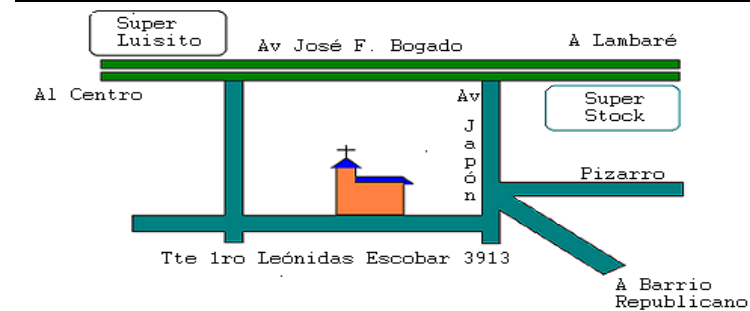 Super
Luisito
Av José F. Bogado
A Lambaré
Al Centro
Av
Japón
Super
Stock
Pizarro
Tte 1ro Leónidas Escobar 3913
A Barrio
Republicano